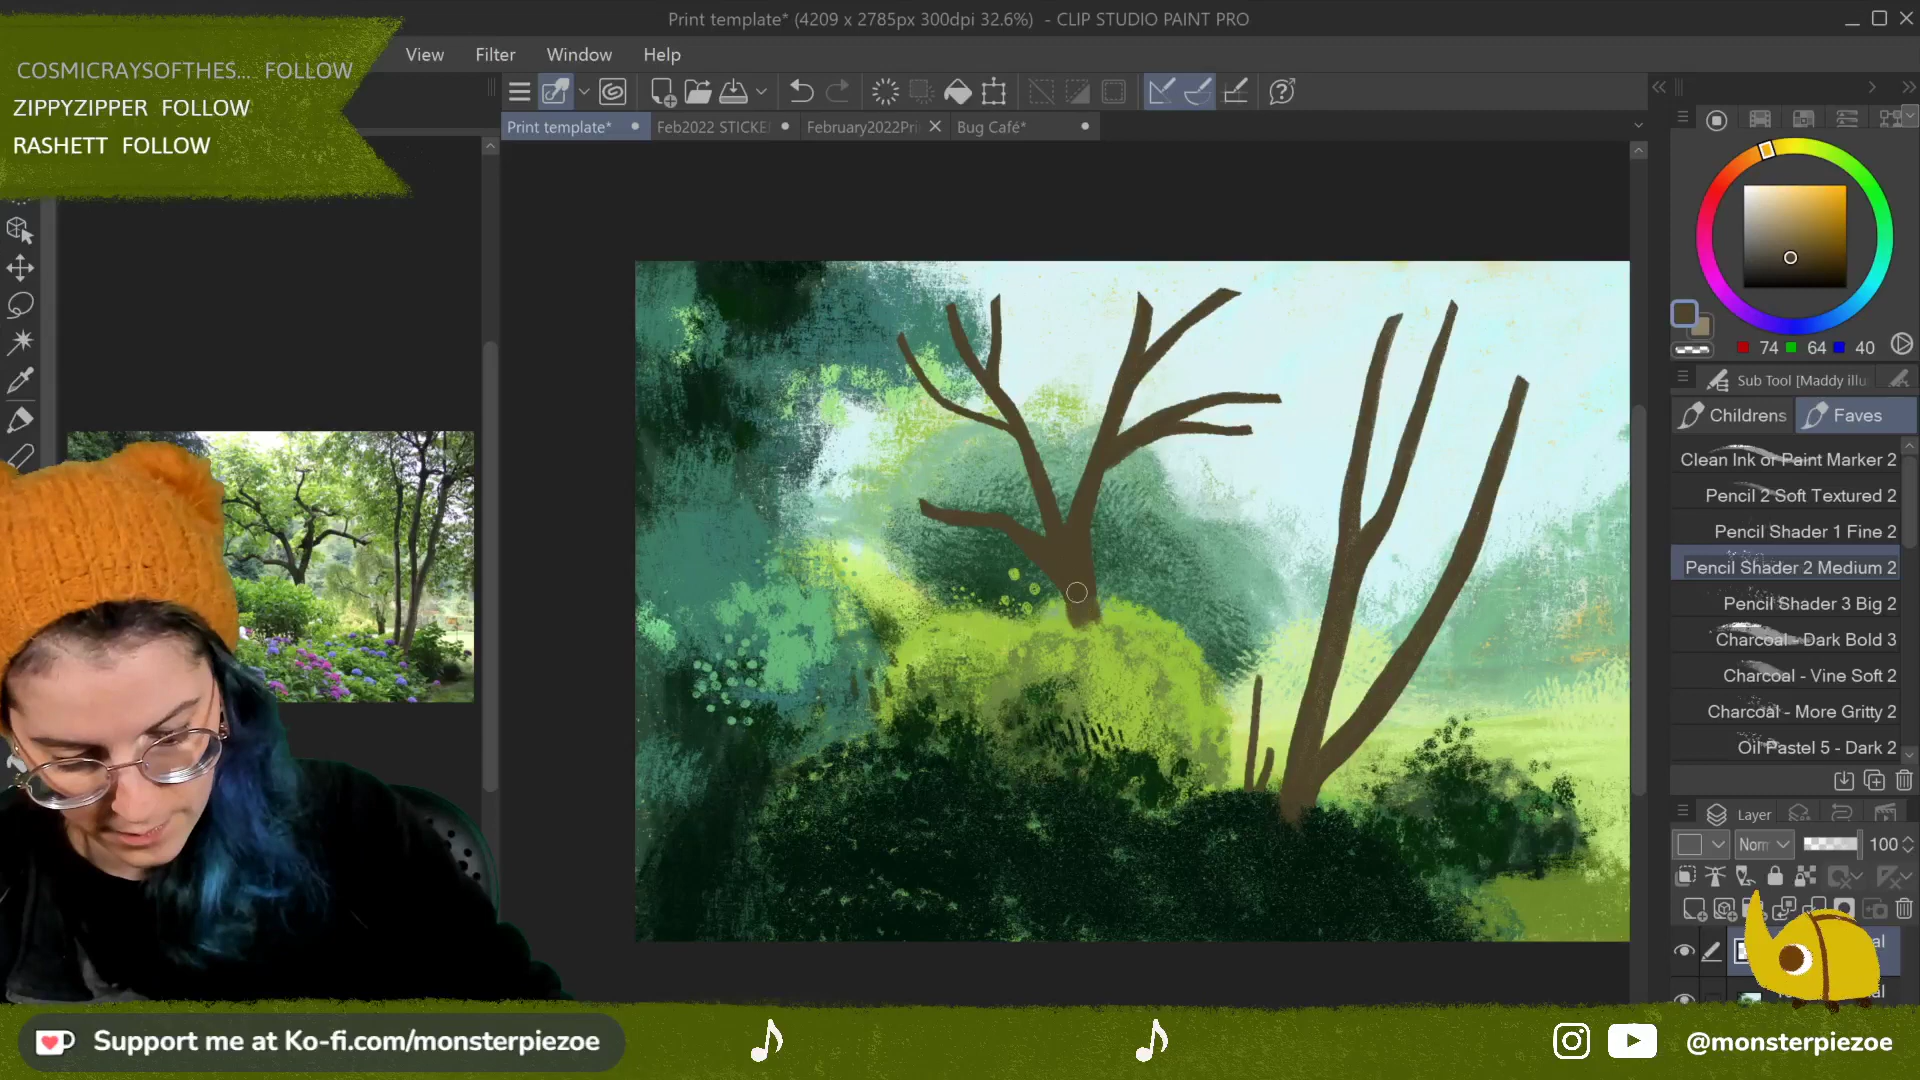 Print template* (4209 x 2785px 300dpi 32.6%) - CLIP STUDIO PAINT PRO
COSMICRAYSOFTHES... FOLLOW
ZIPPYZIPPER FOLLOW
RASHETT FOLLOW
View Filter Window Help
Print template* Feb2022 STICKE February2022Pri Bug Café*
74 64 40
Sub Tool [Maddy illu
Childrens Faves
Clean Ink or Paint Marker 2
Pencil 2 Soft Textured 2
Pencil Shader 1 Fine 2
Pencil Shader 2 Medium 2
Pencil Shader 3 Big 2
Charcoal - Dark Bold 3
Charcoal - Vine Soft 2
Charcoal - More Gritty 2
Oil Pastel 5 - Dark 2
Layer
Norr 100
al
al
Support me at Ko-fi.com/monsterpiezoe
@monsterpiezoe